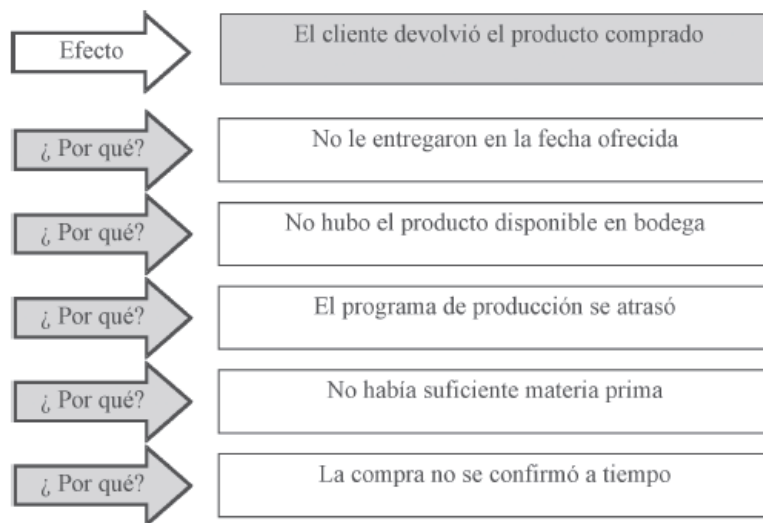 Efecto
El cliente devolvió el producto comprado
¿ Por qué?
No le entregaron en la fecha ofrecida
¿ Por qué?
No hubo el producto disponible en bodega
¿ Por qué?
El programa de producción se atrasó
¿ Por qué?
No había suficiente materia prima
¿ Por qué?
La compra no se confirmó a tiempo